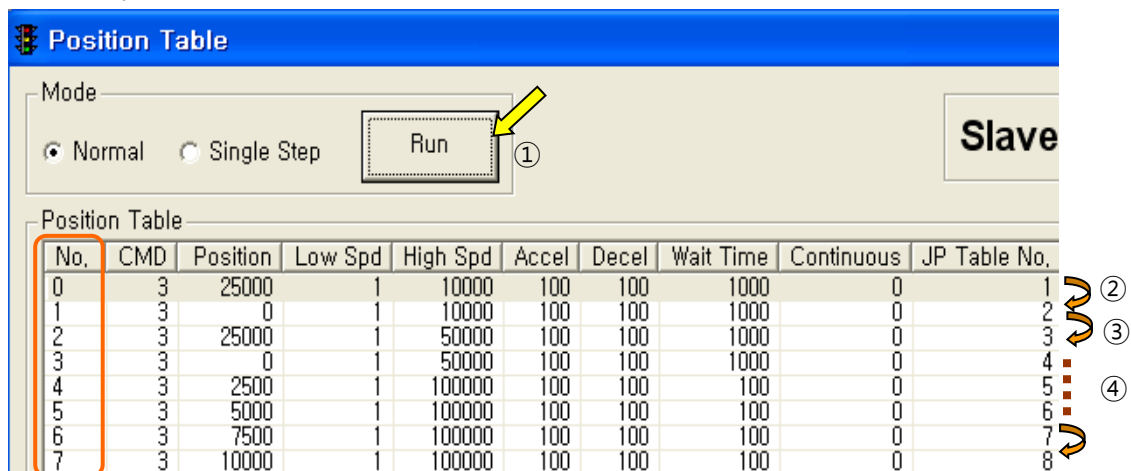 Position Table
Mode
Normal Single Step Run ①
Slave
Position Table
No. CMD Position Low Spd High Spd Accel Decel Wait Time Continuous JP Table No.
0 3 25000 1 10000 100 100 1000 0 1 ②
1 3 0 1 10000 100 100 1000 0 2
2 3 25000 1 50000 100 100 1000 0 3 ③
3 3 0 1 50000 100 100 1000 0 4
4 3 2500 1 100000 100 100 100 0 5 ④
5 3 5000 1 100000 100 100 100 0 6
6 3 7500 1 100000 100 100 100 0 7
7 3 10000 1 100000 100 100 100 0 8